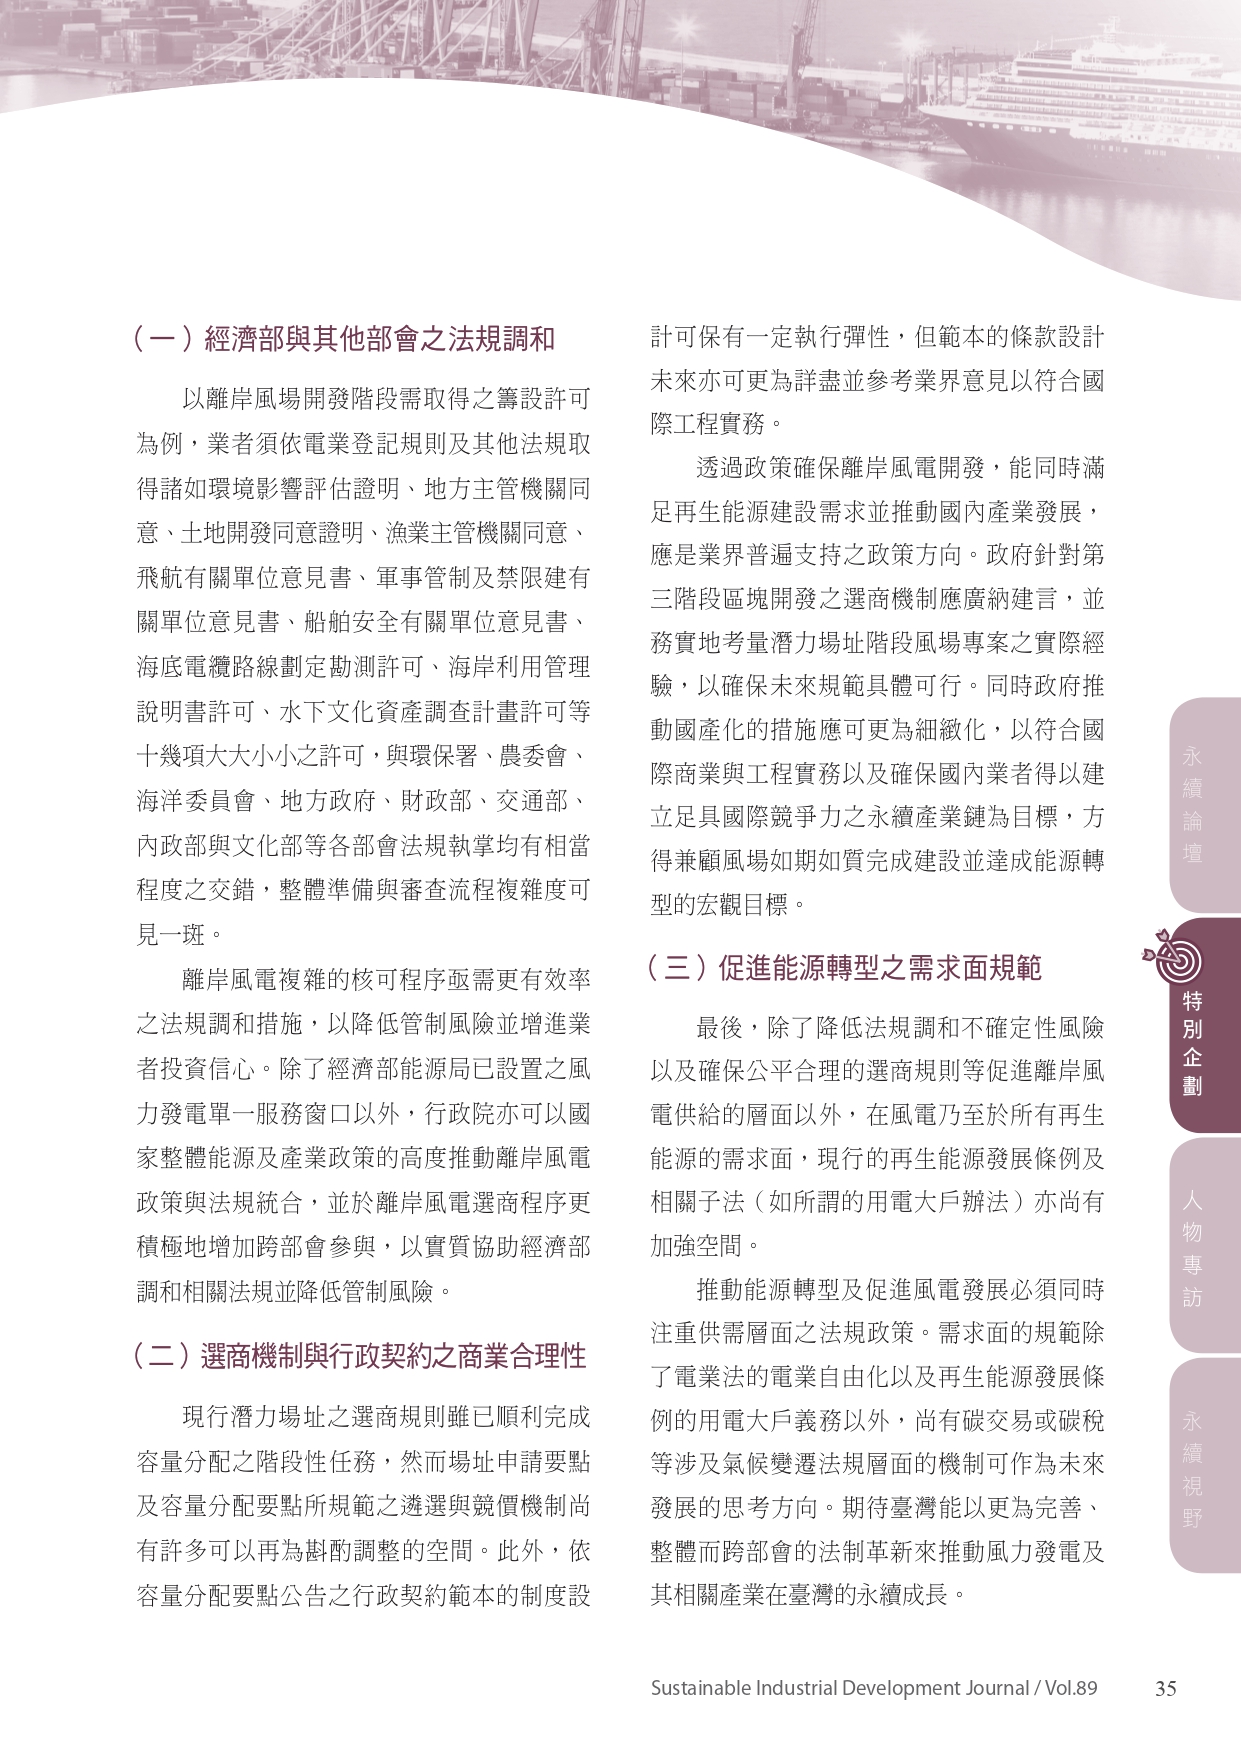 （一）經濟部與其他部會之法規調和
以離岸風場開發階段需取得之籌設許可
為例，業者須依電業登記規則及其他法規取
得諸如環境影響評估證明、地方主管機關同
意、土地開發同意證明、漁業主管機關同意、
飛航有關單位意見書、軍事管制及禁限建有
關單位意見書、船舶安全有關單位意見書、
海底電纜路線劃定勘測許可、海岸利用管理
說明書許可、水下文化資產調查計畫許可等
十幾項大大小小之許可，與環保署、農委會、
海洋委員會、地方政府、財政部、交通部、
內政部與文化部等各部會法規執掌均有相當
程度之交錯，整體準備與審查流程複雜度可
見一斑。
離岸風電複雜的核可程序亟需更有效率
之法規調和措施，以降低管制風險並增進業
者投資信心。除了經濟部能源局已設置之風
力發電單一服務窗口以外，行政院亦可以國
家整體能源及產業政策的高度推動離岸風電
政策與法規統合，並於離岸風電選商程序更
積極地增加跨部會參與，以實質協助經濟部
調和相關法規並降低管制風險。
（二）選商機制與行政契約之商業合理性
現行潛力場址之選商規則雖已順利完成
容量分配之階段性任務，然而場址申請要點
及容量分配要點所規範之遴選與競價機制尚
有許多可以再為斟酌調整的空間。此外，依
容量分配要點公告之行政契約範本的制度設
計可保有一定執行彈性，但範本的條款設計
未來亦可更為詳盡並參考業界意見以符合國
際工程實務。
透過政策確保離岸風電開發，能同時滿
足再生能源建設需求並推動國內產業發展，
應是業界普遍支持之政策方向。政府針對第
三階段區塊開發之選商機制應廣納建言，並
務實地考量潛力場址階段風場專案之實際經
驗，以確保未來規範具體可行。同時政府推
動國產化的措施應可更為細緻化，以符合國
際商業與工程實務以及確保國內業者得以建
立足具國際競爭力之永續產業鏈為目標，方
得兼顧風場如期如質完成建設並達成能源轉
型的宏觀目標。
（三）促進能源轉型之需求面規範
最後，除了降低法規調和不確定性風險
以及確保公平合理的選商規則等促進離岸風
電供給的層面以外，在風電乃至於所有再生
能源的需求面，現行的再生能源發展條例及
相關子法（如所謂的用電大戶辦法）亦尚有
加強空間。
推動能源轉型及促進風電發展必須同時
注重供需層面之法規政策。需求面的規範除
了電業法的電業自由化以及再生能源發展條
例的用電大戶義務以外，尚有碳交易或碳稅
等涉及氣候變遷法規層面的機制可作為未來
發展的思考方向。期待臺灣能以更為完善、
整體而跨部會的法制革新來推動風力發電及
其相關產業在臺灣的永續成長。
永續論壇
特別企劃
人物專訪
永續視野
Sustainable Industrial Development Journal / Vol.89
35